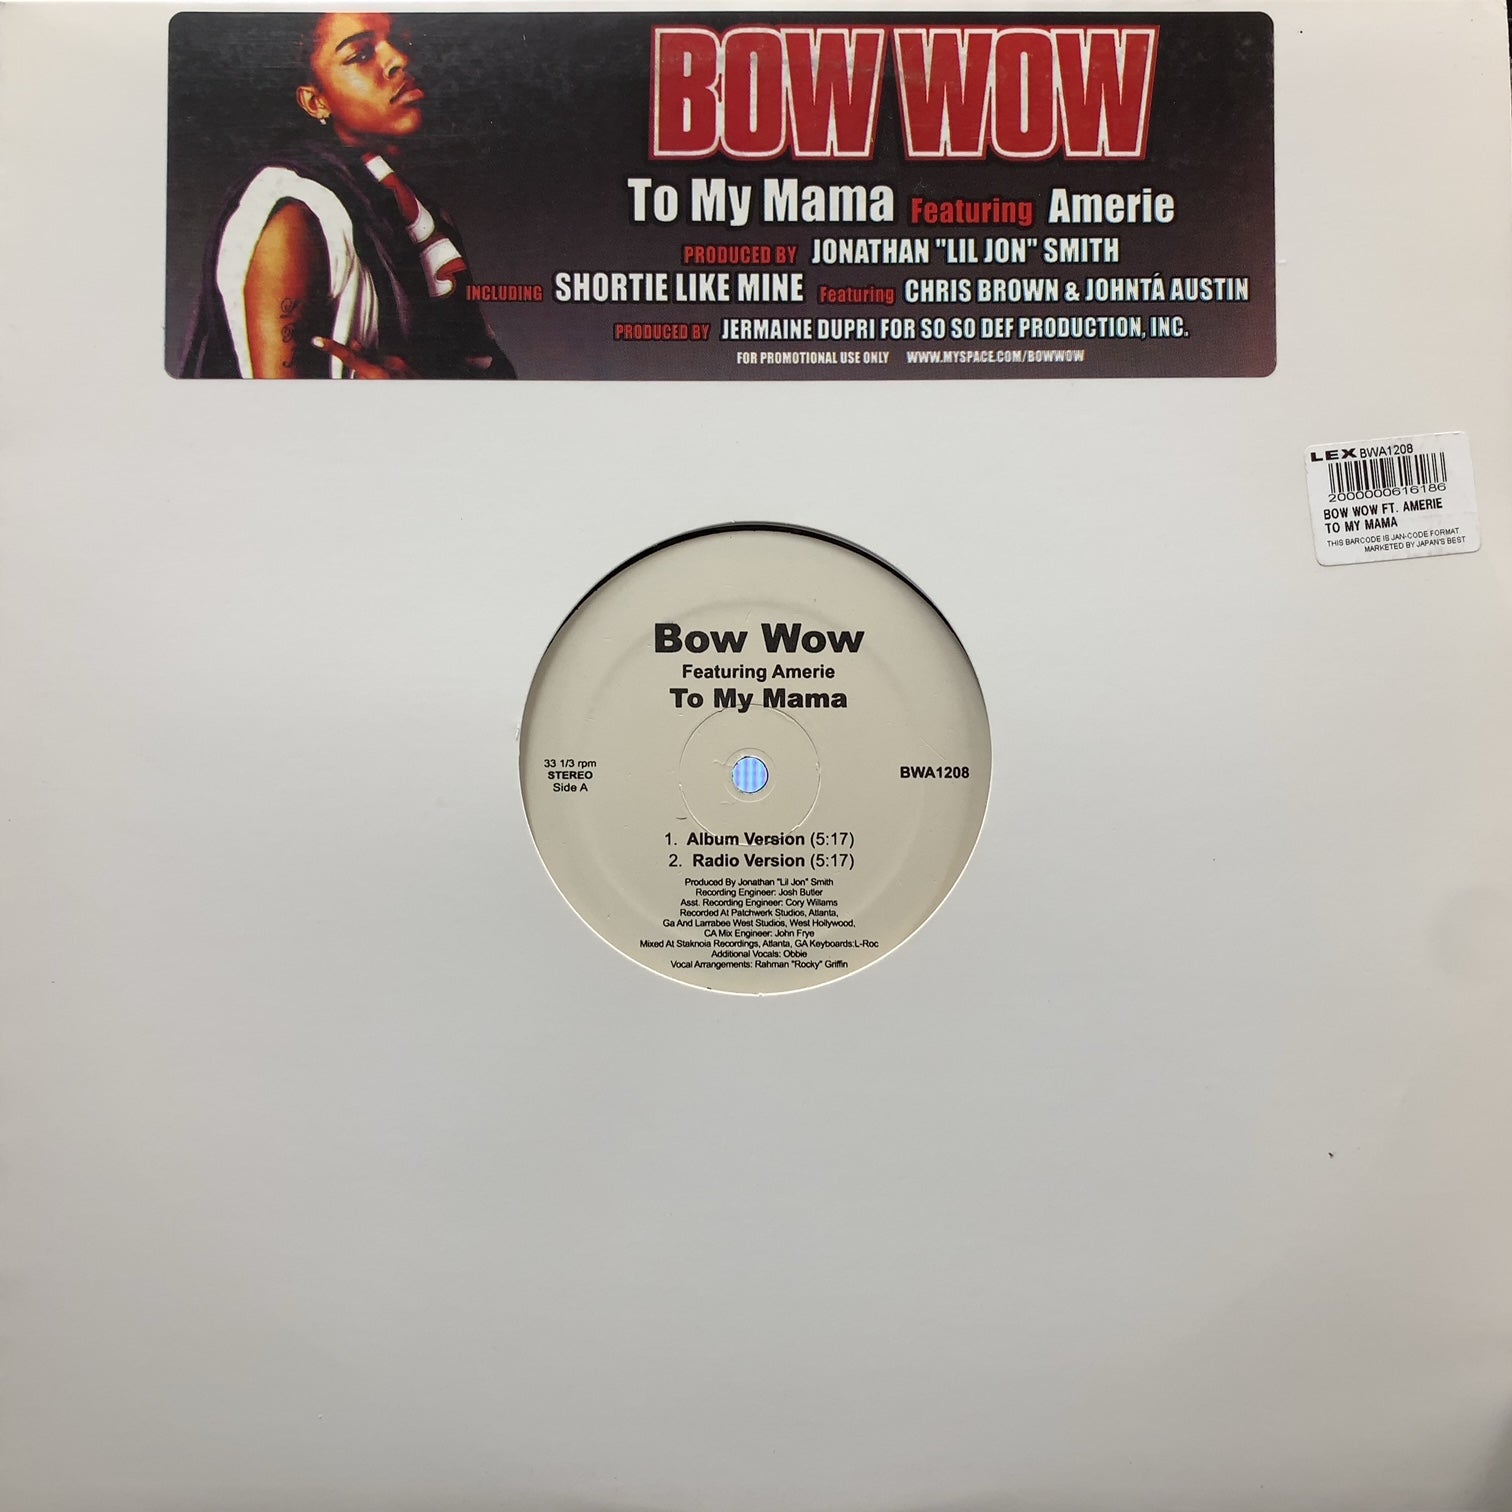 BOW WOW
To My Mama Featuring Amerie
PRODUCED BY JONATHAN "LIL JON" SMITH
INCLUDING SHORTIE LIKE MINE Featuring CHRIS BROWN & JOHNTÁ AUSTIN
PRODUCED BY JERMAINE DUPRI FOR SO SO DEF PRODUCTION, INC.
FOR PROMOTIONAL USE ONLY WWW.MYSPACE.COM/BOWWOW
LEX BWA1208
2000000616186
BOW WOW FT. AMERIE
TO MY MAMA
THIS BARCODE IS JAN-CODE FORMAT
MARKETED BY JAPAN'S BEST
Bow Wow
Featuring Amerie
To My Mama
33 1/3 rpm
STEREO
Side A
BWA1208
1. Album Version (5:17)
2. Radio Version (5:17)
Produced By Jonathan "Lil Jon" Smith
Recording Engineer: Josh Butler
Asst. Recording Engineer: Cory Willams
Recorded At Patchwerk Studios, Atlanta,
Ga And Larrabee West Studios, West Hollywood,
CA Mix Engineer: John Frye
Mixed At Staknoia Recordings, Atlanta, GA Keyboards:L-Roc
Additional Vocals: Obbie
Vocal Arrangements: Rahman "Rocky" Griffin